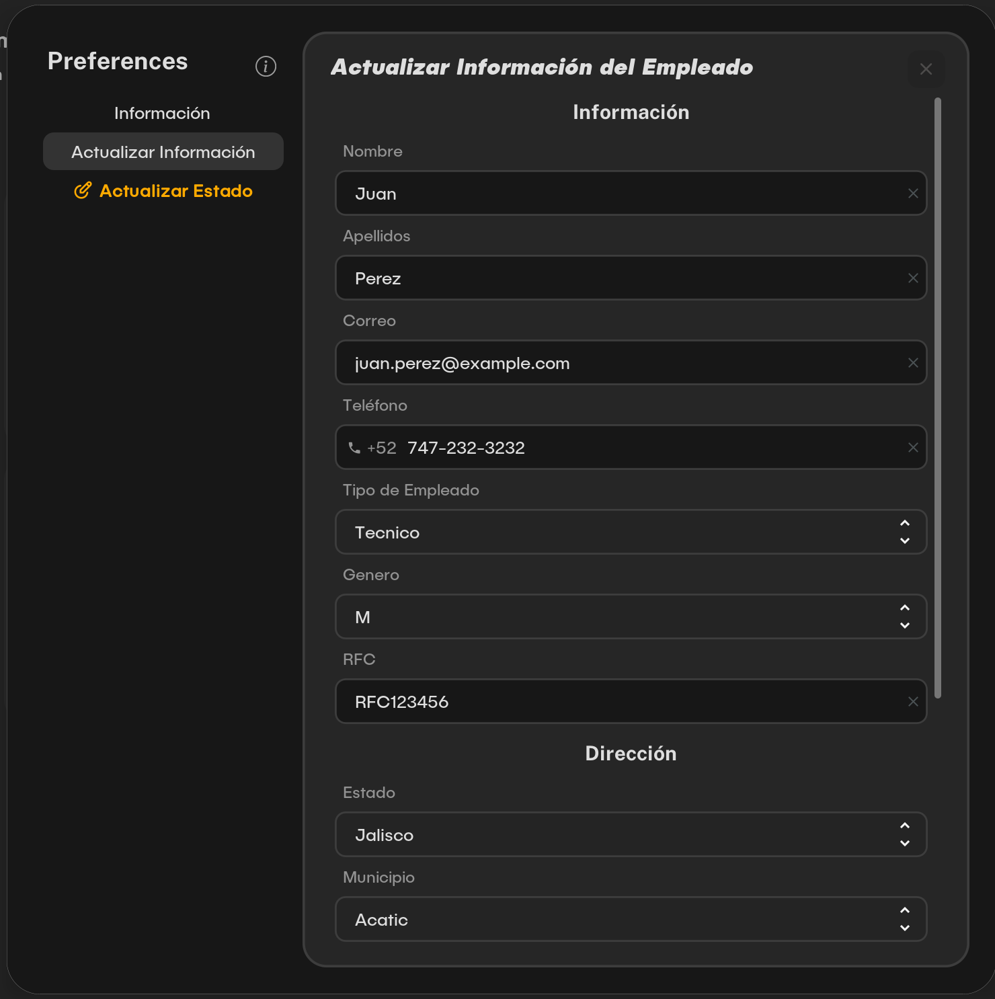 Preferences
Información
Actualizar Información
Actualizar Estado
Actualizar Información del Empleado
Información
Nombre
Juan
Apellidos
Perez
Correo
juan.perez@example.com
Teléfono
+52 747-232-3232
Tipo de Empleado
Tecnico
Genero
M
RFC
RFC123456
Dirección
Estado
Jalisco
Municipio
Acatic